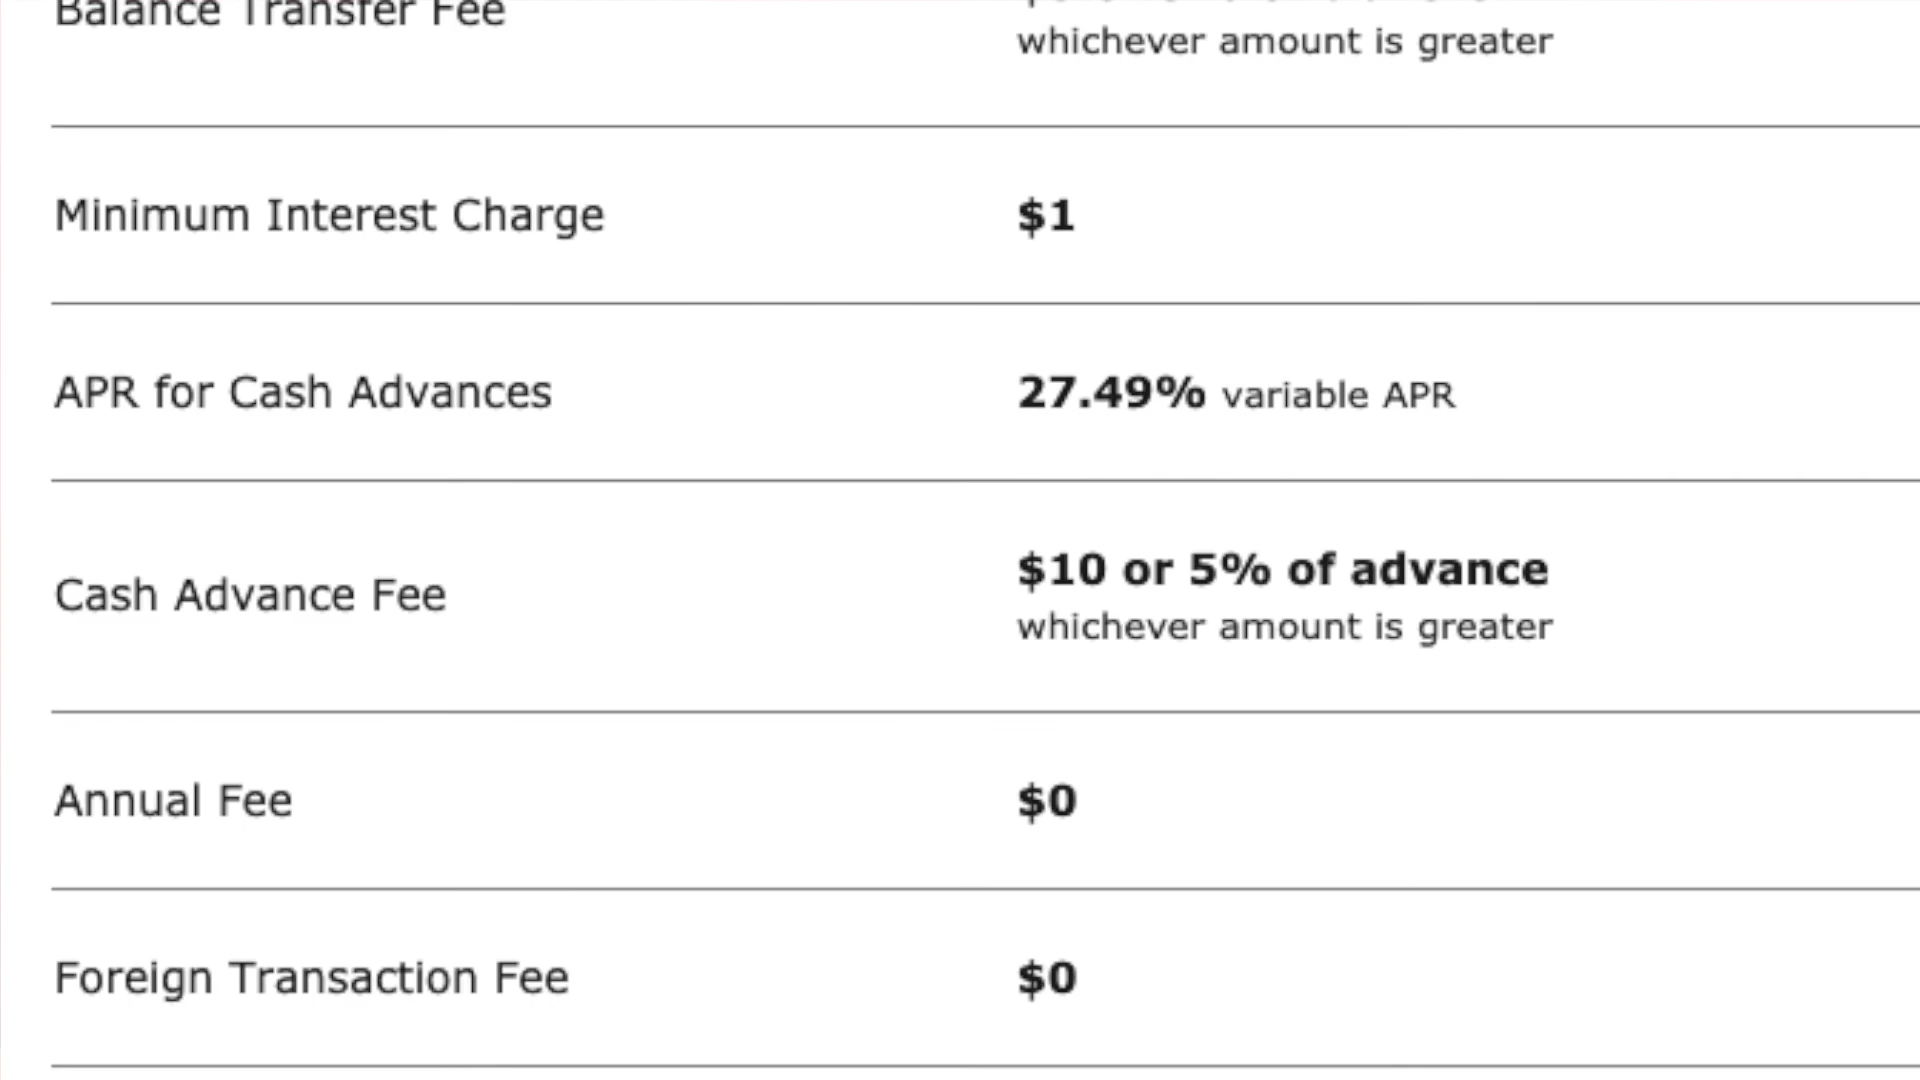 Balance Transfer Fee
whichever amount is greater
Minimum Interest Charge
$1
APR for Cash Advances
27.49% variable APR
Cash Advance Fee
$10 or 5% of advance
whichever amount is greater
Annual Fee
$0
Foreign Transaction Fee
$0